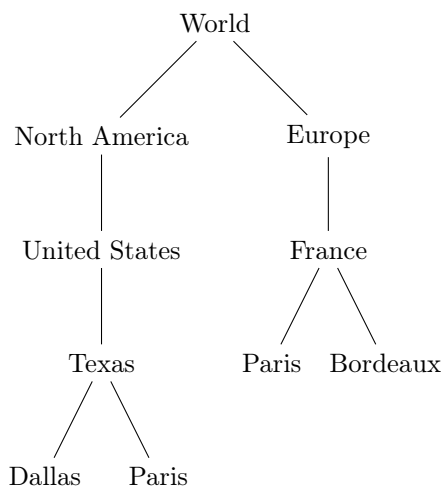 World
North America Europe
United States France
Texas Paris Bordeaux
Dallas Paris